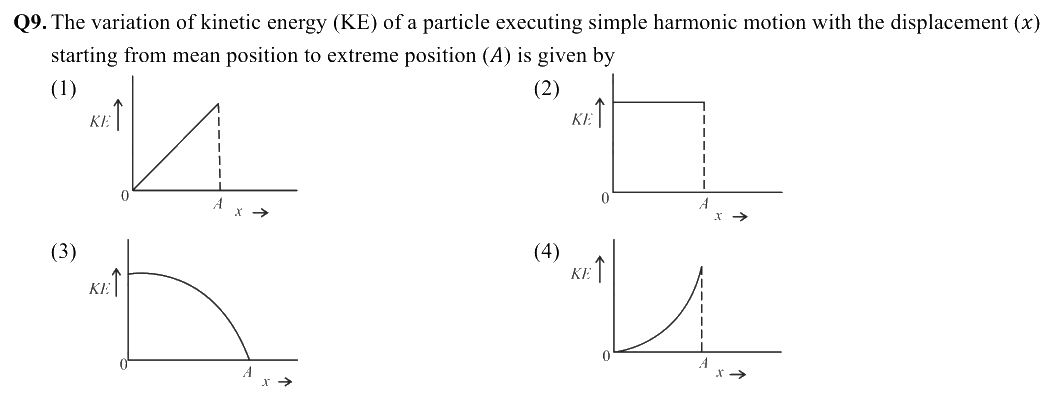 Q9. The variation of kinetic energy (KE) of a particle executing simple harmonic motion with the displacement (x)
starting from mean position to extreme position (A) is given by
(1) (2)
KE KE
0 A x → 0 A x →
(3) (4)
KE KE
0 A x → 0 A x →